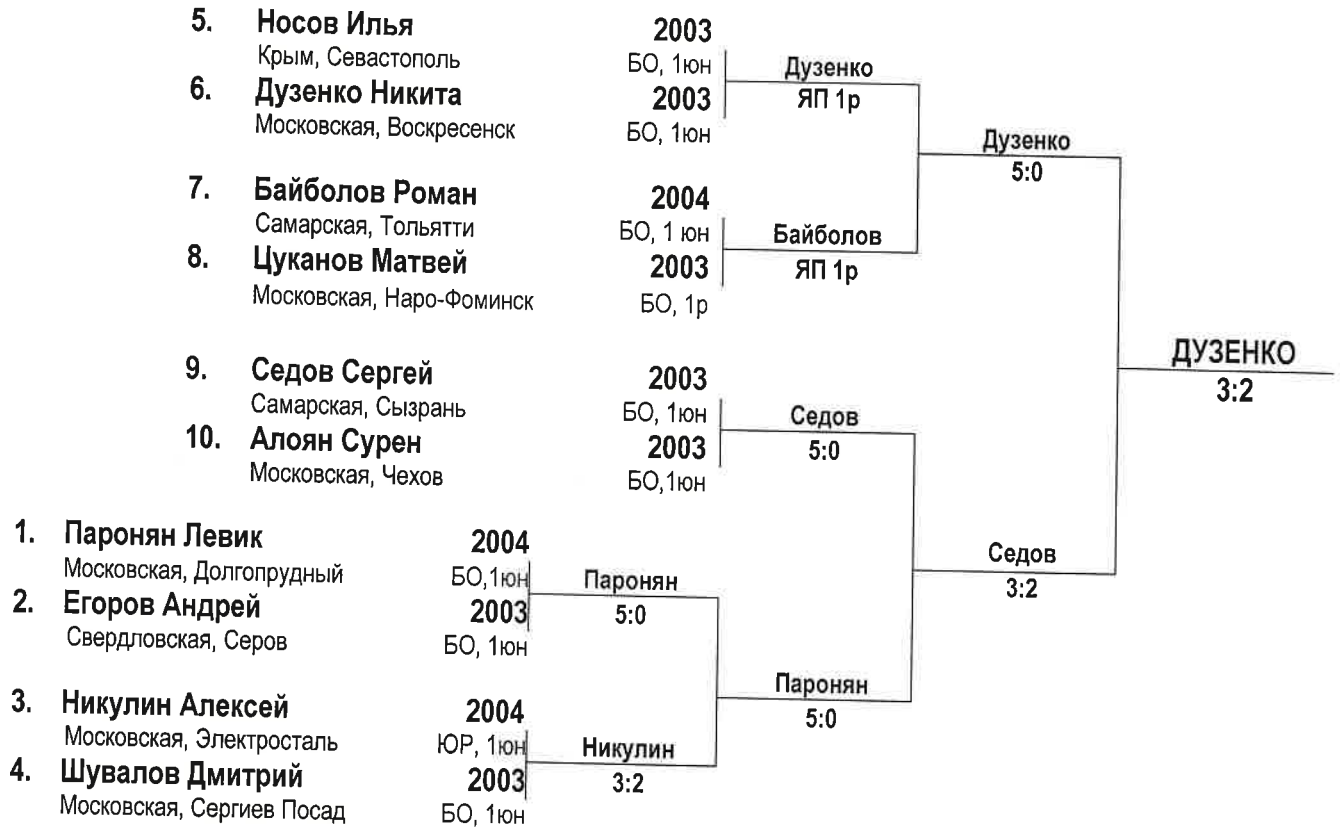 5. Носов Илья 2003
Крым, Севастополь БО, 1юн
Дузенко
6. Дузенко Никита 2003
ЯП 1р
Московская, Воскресенск БО, 1юн
Дузенко
5:0
7. Байболов Роман 2004
Самарская, Тольятти БО, 1 юн
Байболов
8. Цуканов Матвей 2003
ЯП 1р
Московская, Наро-Фоминск БО, 1р
ДУЗЕНКО
3:2
9. Седов Сергей 2003
Самарская, Сызрань БО, 1юн
Седов
10. Алоян Сурен 2003
5:0
Московская, Чехов БО,1юн
1. Паронян Левик 2004
Седов
3:2
Московская, Долгопрудный БО,1юн
Паронян
2. Егоров Андрей 2003
5:0
Свердловская, Серов БО, 1юн
Паронян
5:0
3. Никулин Алексей 2004
Московская, Электросталь ЮР, 1юн
Никулин
4. Шувалов Дмитрий 2003
3:2
Московская, Сергиев Посад БО, 1юн